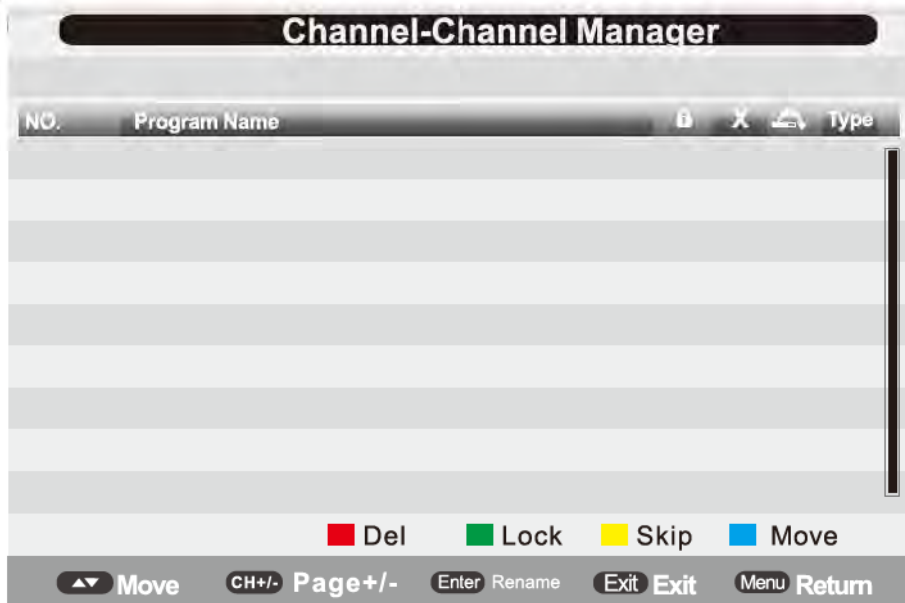 Channel-Channel Manager
NO. Program Name X Type
Del Lock Skip Move
Move CH+/- Page+/- Enter Rename Exit Exit Menu Return